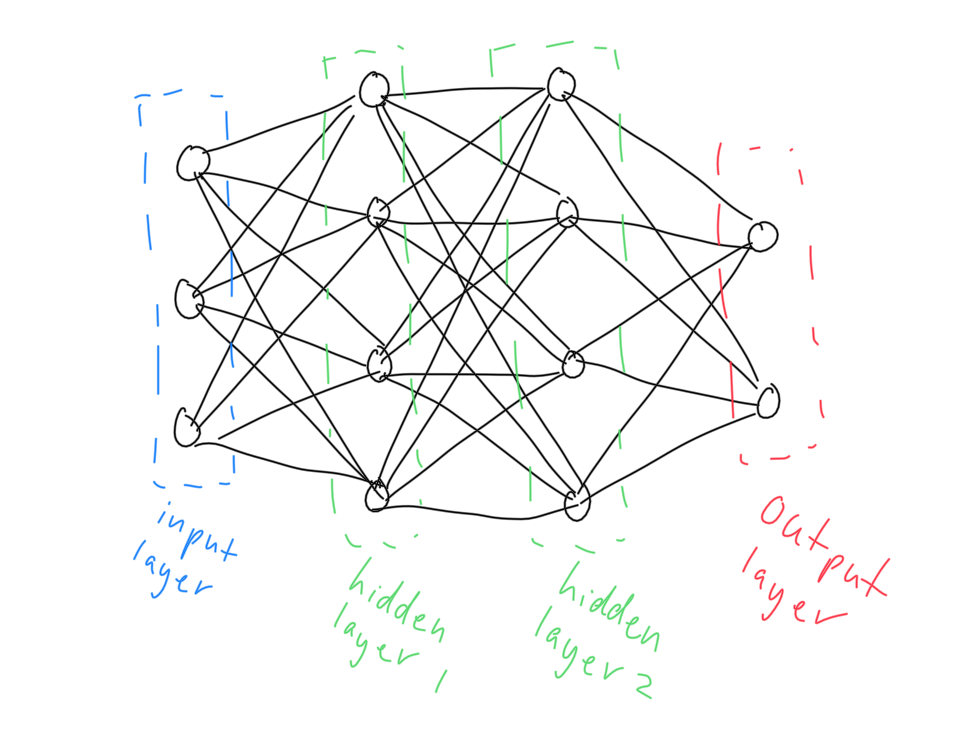 input
layer
hidden
layer 1
hidden
layer 2
Output
layer